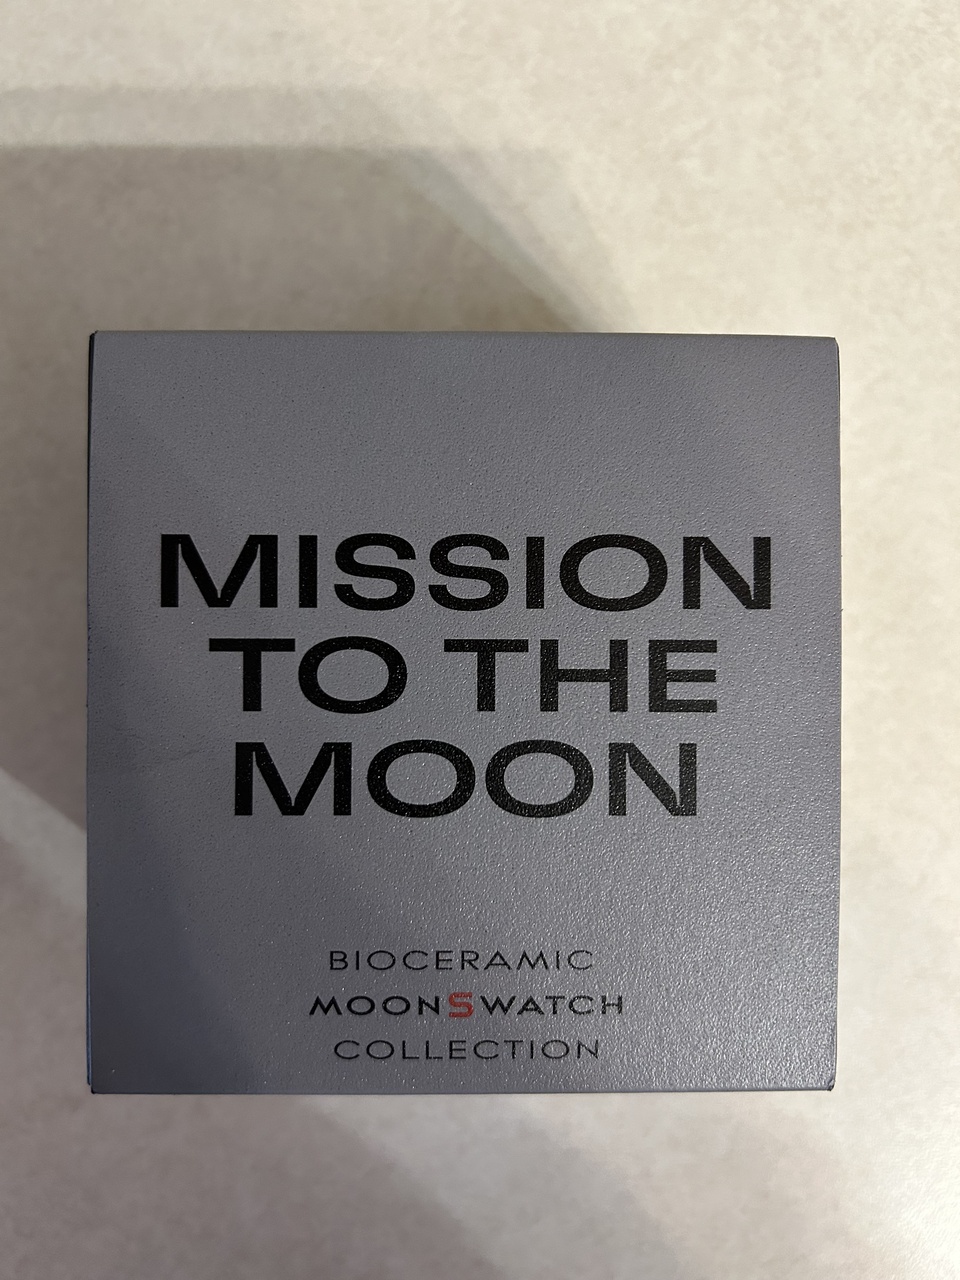 MISSION
TO THE
MOON
BIOCERAMIC
MOONSWATCH
COLLECTION